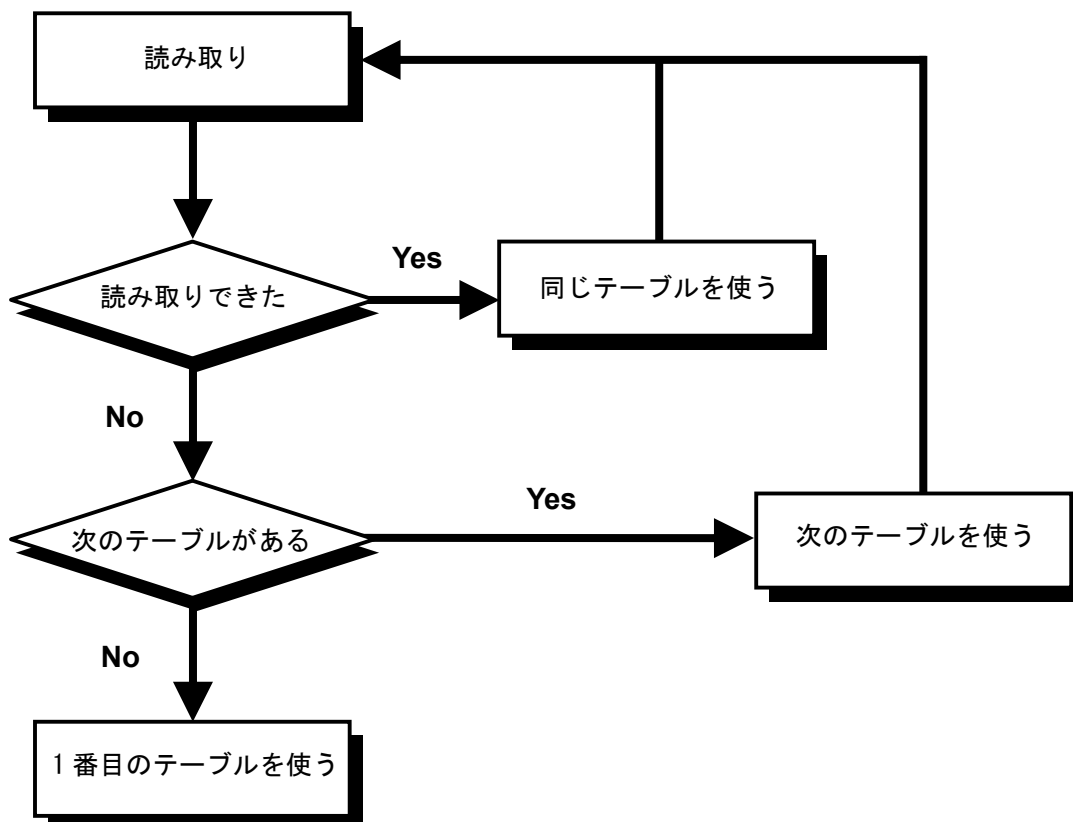 読み取り
読み取りできた
Yes
同じテーブルを使う
No
次のテーブルがある
Yes
次のテーブルを使う
No
1番目のテーブルを使う